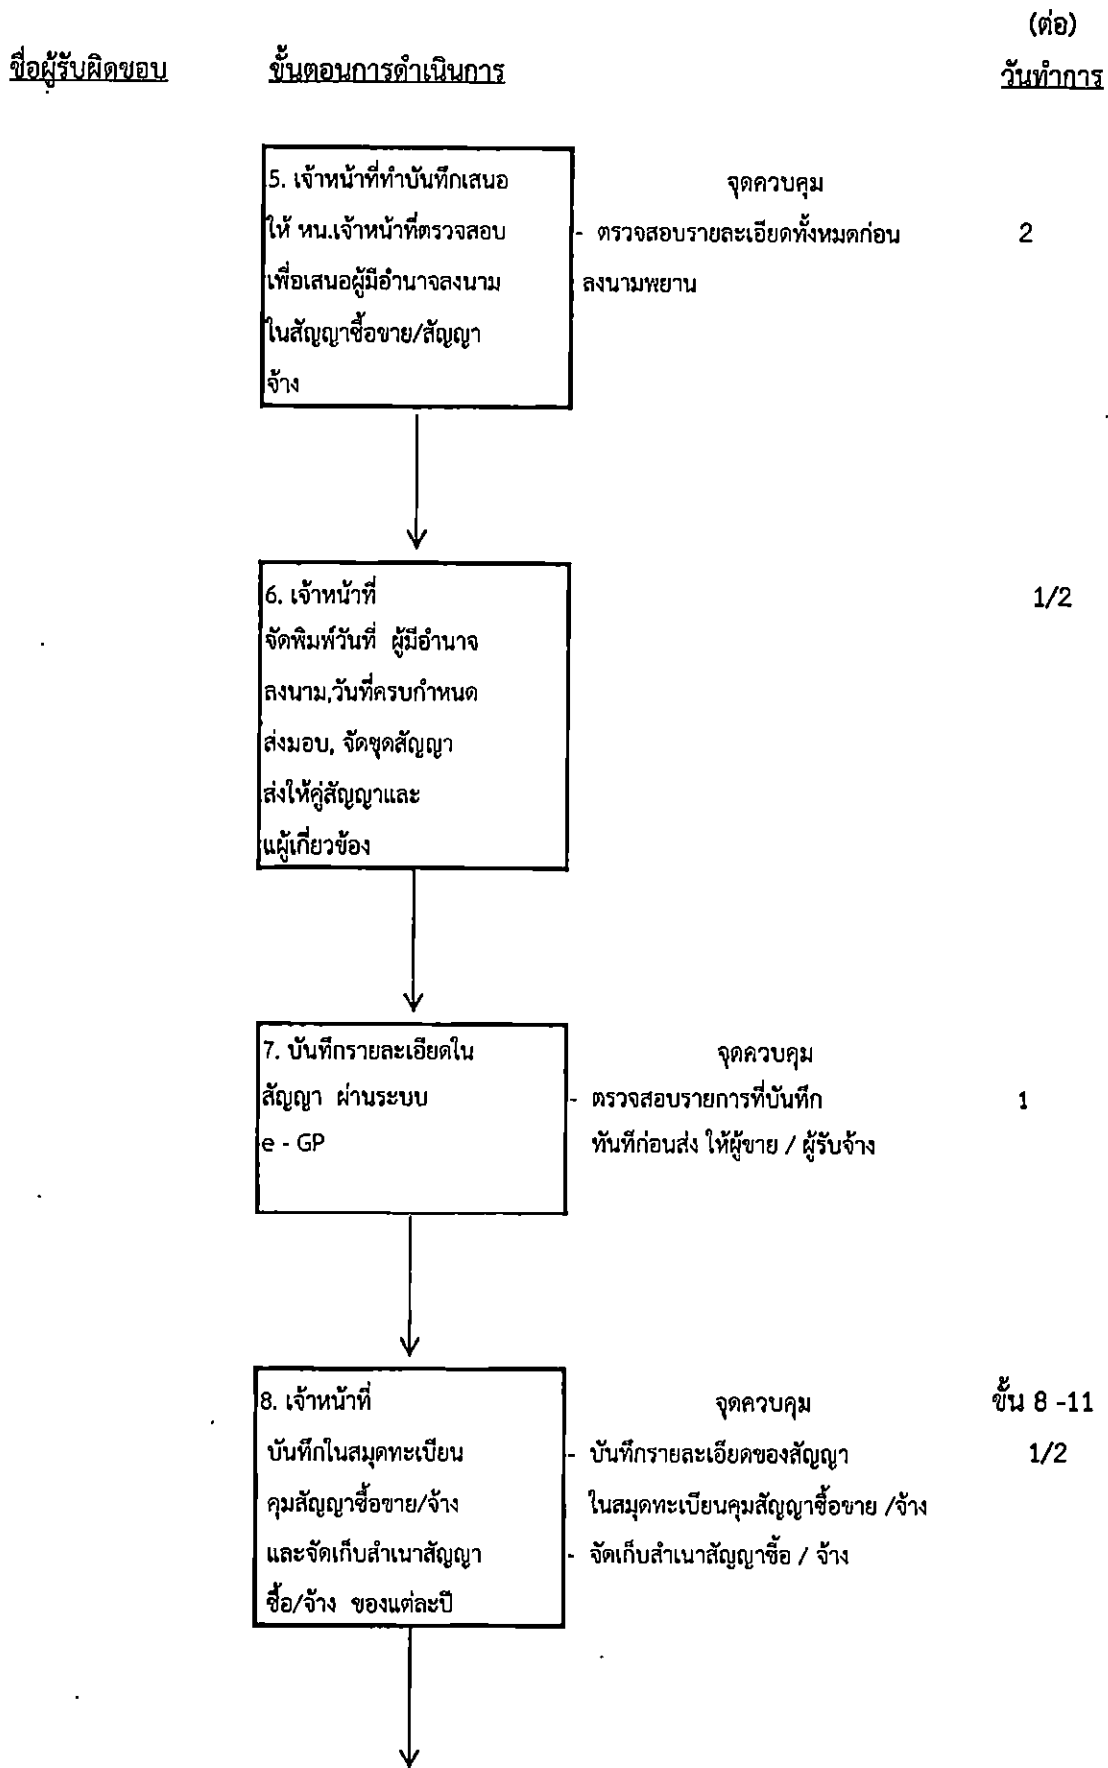 (ต่อ)
ชื่อผู้รับผิดชอบ ขั้นตอนการดำเนินการ วันทำการ
5. เจ้าหน้าที่ทำบันทึกเสนอ
ให้ หน.เจ้าหน้าที่ตรวจสอบ
เพื่อเสนอผู้มีอำนาจลงนาม
ในสัญญาซื้อขาย/สัญญา
จ้าง
จุดควบคุม
- ตรวจสอบรายละเอียดทั้งหมดก่อน
ลงนามพยาน
2
6. เจ้าหน้าที่
จัดพิมพ์วันที่ ผู้มีอำนาจ
ลงนาม,วันที่ครบกำหนด
ส่งมอบ, จัดชุดสัญญา
ส่งให้คู่สัญญาและ
แผู้เกี่ยวข้อง
1/2
7. บันทึกรายละเอียดใน
สัญญา ผ่านระบบ
e - GP
จุดควบคุม
- ตรวจสอบรายการที่บันทึก
ทันทีก่อนส่ง ให้ผู้ขาย / ผู้รับจ้าง
1
8. เจ้าหน้าที่
บันทึกในสมุดทะเบียน
คุมสัญญาซื้อขาย/จ้าง
และจัดเก็บสำเนาสัญญา
ซื้อ/จ้าง ของแต่ละปี
จุดควบคุม
- บันทึกรายละเอียดของสัญญา
ในสมุดทะเบียนคุมสัญญาซื้อขาย /จ้าง
- จัดเก็บสำเนาสัญญาซื้อ / จ้าง
ขั้น 8 -11
1/2